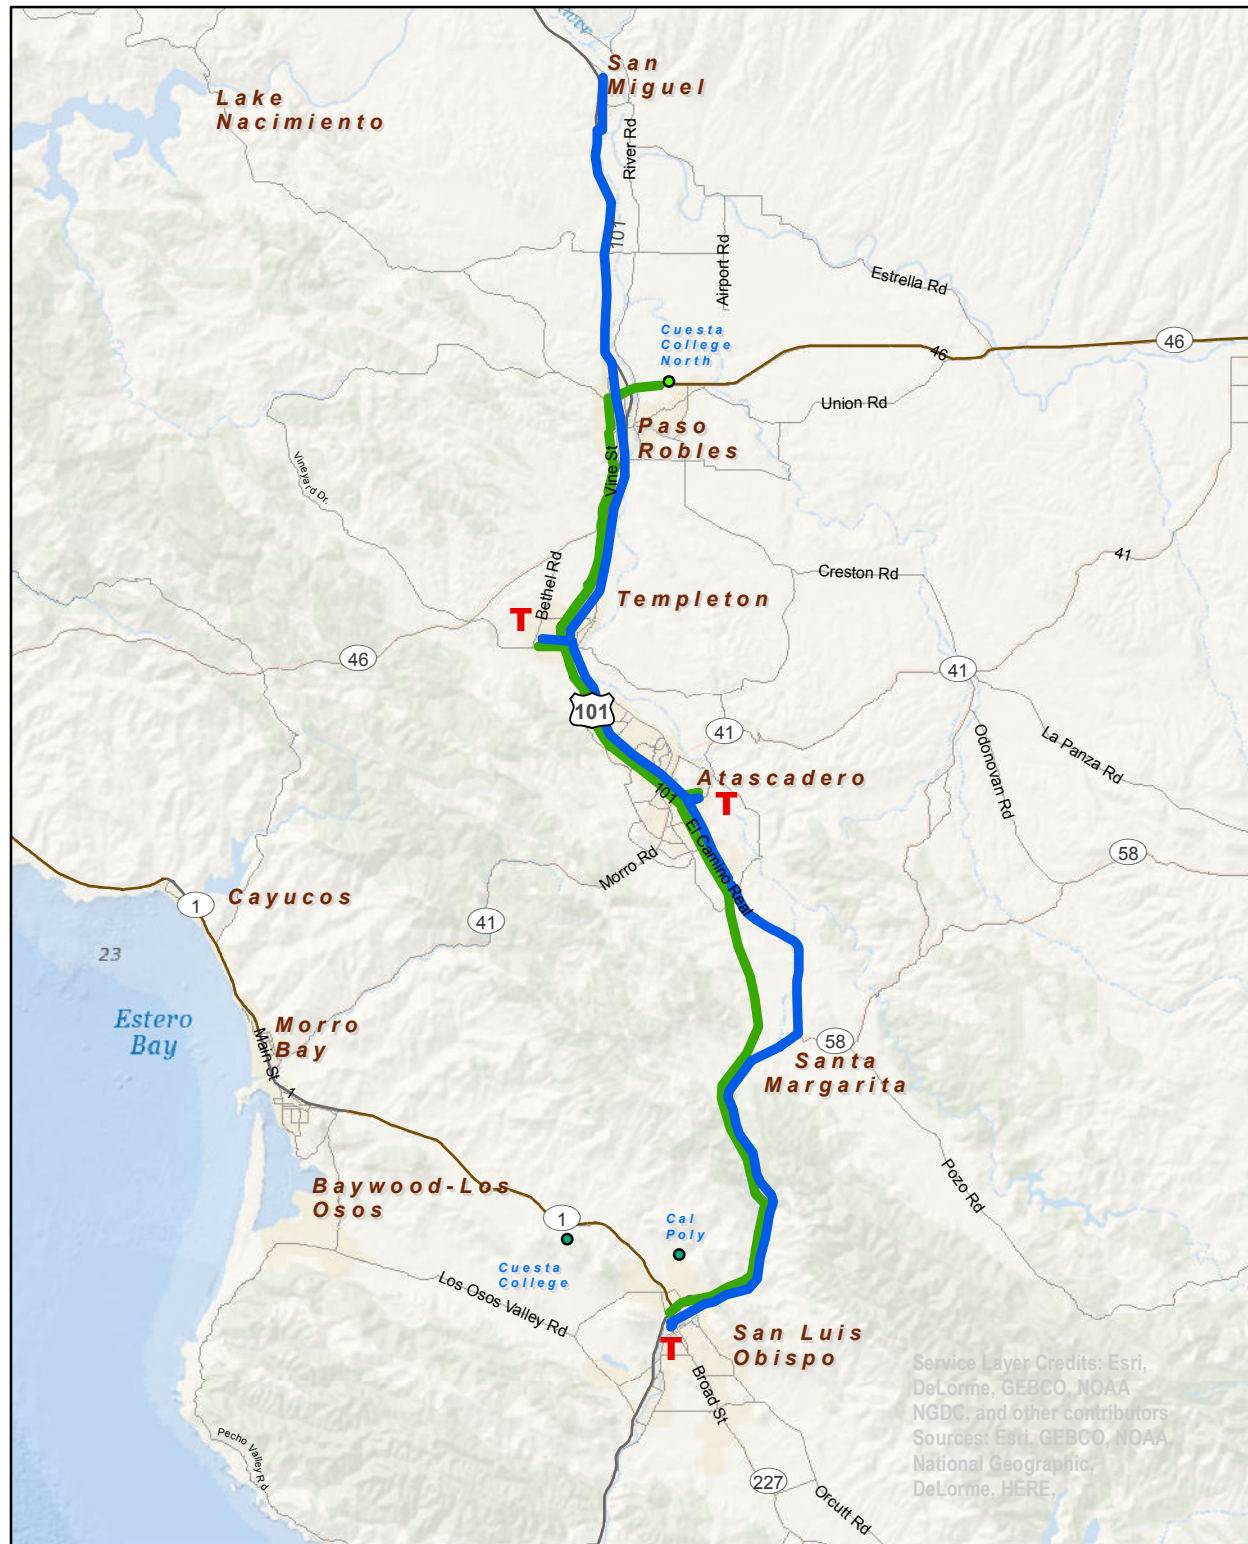 River
San
Miguel
Lake
Nacimiento
River Rd
101
Airport Rd
Estrella Rd
Cuesta
College
North
46
46
Union Rd
Paso
Robles
Vineyard Dr.
Vine St
41
Creston Rd
Bethel Rd
T
Templeton
46
41
101
41
La Panza Rd
Odonovan Rd
Atascadero
101
T
El Camino Real
Morro Rd
58
Cayucos
1
41
23
Estero
Bay
Morro
Bay
Main St
1
58
Santa
Margarita
Pozo Rd
Baywood-Los
Osos
1
Cal
Poly
Cuesta
College
Los Osos Valley Rd
San Luis
Obispo
T
Broad St
Service Layer Credits: Esri,
DeLorme, GEBCO, NOAA
NGDC, and other contributors
Sources: Esri, GEBCO, NOAA,
National Geographic,
DeLorme, HERE,
Pecho Valley Rd
227
Orcutt Rd